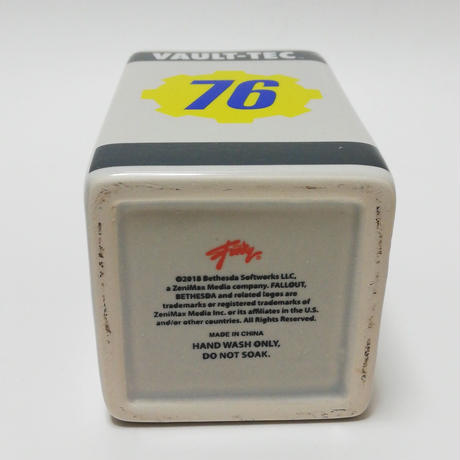 VAULT-TEC
76
©2018 Bethesda Softworks LLC,
a ZeniMax Media company. FALLOUT,
BETHESDA and related logos are
trademarks or registered trademarks of
ZeniMax Media Inc. or its affiliates in the U.S.
and/or other countries. All Rights Reserved.
MADE IN CHINA
HAND WASH ONLY,
DO NOT SOAK.